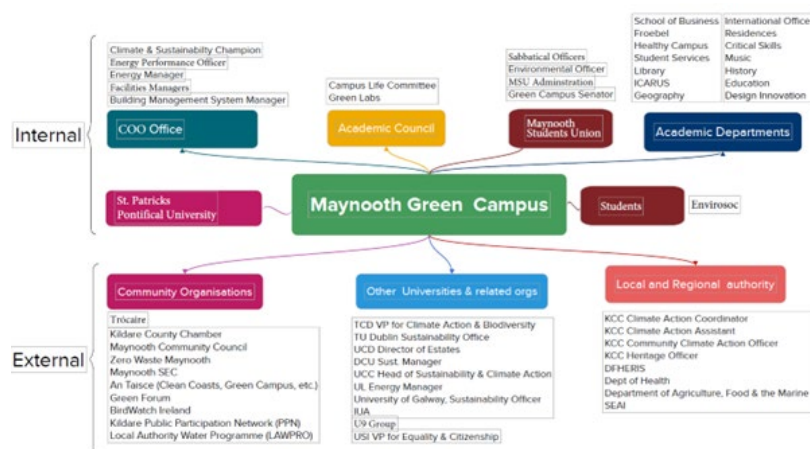 Climate & Sustainabilty Champion
Energy Performance Officer
Energy Manager
Facilities Managers
Building Management System Manager
Campus Life Committee
Green Labs
Sabbatical Officers
Environmental Officer
MSU Adminstration
Green Campus Senator
School of Business
Froebel
Healthy Campus
Student Services
Library
ICARUS
Geography
International Office
Residences
Critical Skills
Music
History
Education
Design Innovation
Internal
COO Office
Academic Council
Maynooth
Students Union
Academic Departments
St. Patricks
Pontifical University
Maynooth Green Campus
Students
Envirosoc
External
Community Organisations
Trócaire
Kildare County Chamber
Maynooth Community Council
Zero Waste Maynooth
Maynooth SEC
An Taisce (Clean Coasts, Green Campus, etc.)
Green Forum
BirdWatch Ireland
Kildare Public Participation Network (PPN)
Local Authority Water Programme (LAWPRO)
Other Universities & related orgs
TCD VP for Climate Action & Biodiversity
TU Dublin Sustainability Office
UCD Director of Estates
DCU Sust. Manager
UCC Head of Sustainability & Climate Action
UL Energy Manager
University of Galway, Sustainability Officer
IUA
U9 Group
USI VP for Equality & Citizenship
Local and Regional authority
KCC Climate Action Coordinator
KCC Climate Action Assistant
KCC Community Climate Action Officer
KCC Heritage Officer
DFHERIS
Dept of Health
Department of Agriculture, Food & the Marine
SEAI